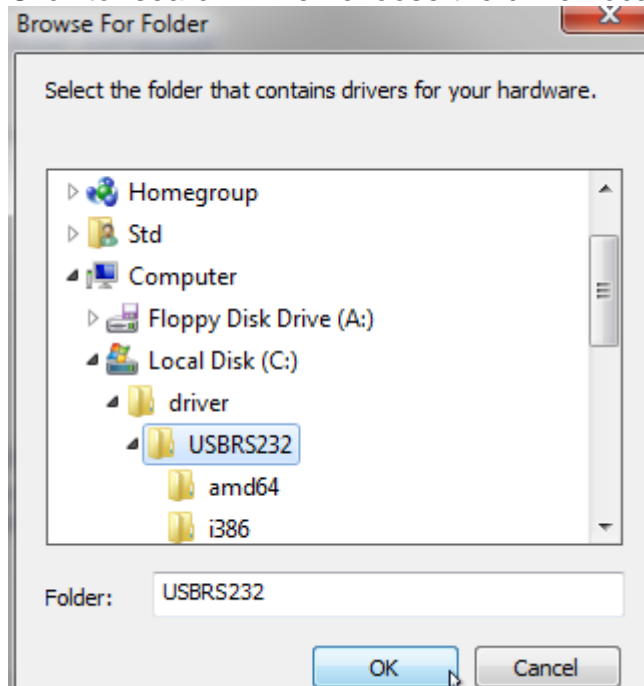 Browse For Folder
Select the folder that contains drivers for your hardware.
Homegroup
Std
Computer
Floppy Disk Drive (A:)
Local Disk (C:)
driver
USBRS232
amd64
i386
Folder: USBRS232
OK Cancel